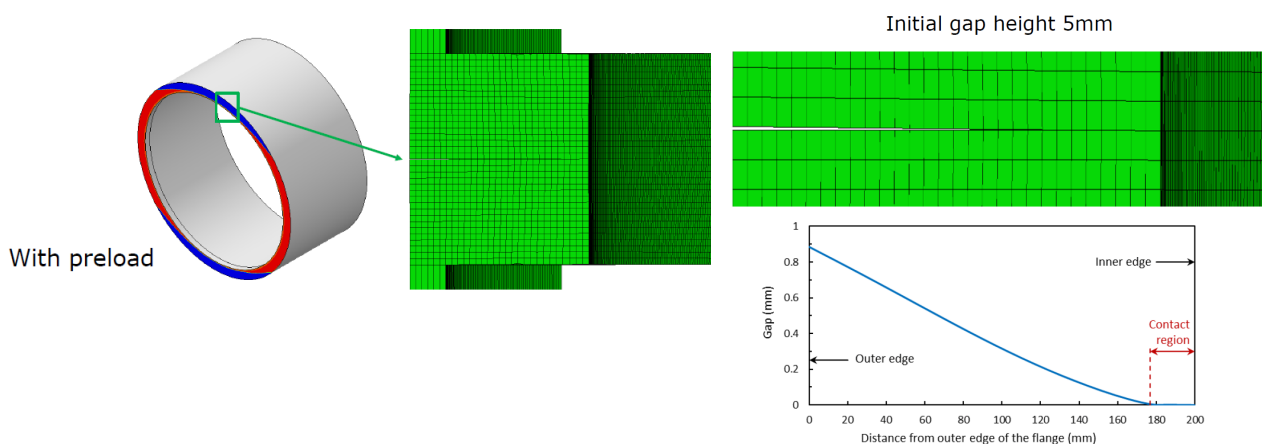 With preload
Initial gap height 5mm
Gap (mm)
1
0.8
0.6
0.4
0.2
0
Inner edge
Contact
region
Outer edge
0 20 40 60 80 100 120 140 160 180 200
Distance from outer edge of the flange (mm)